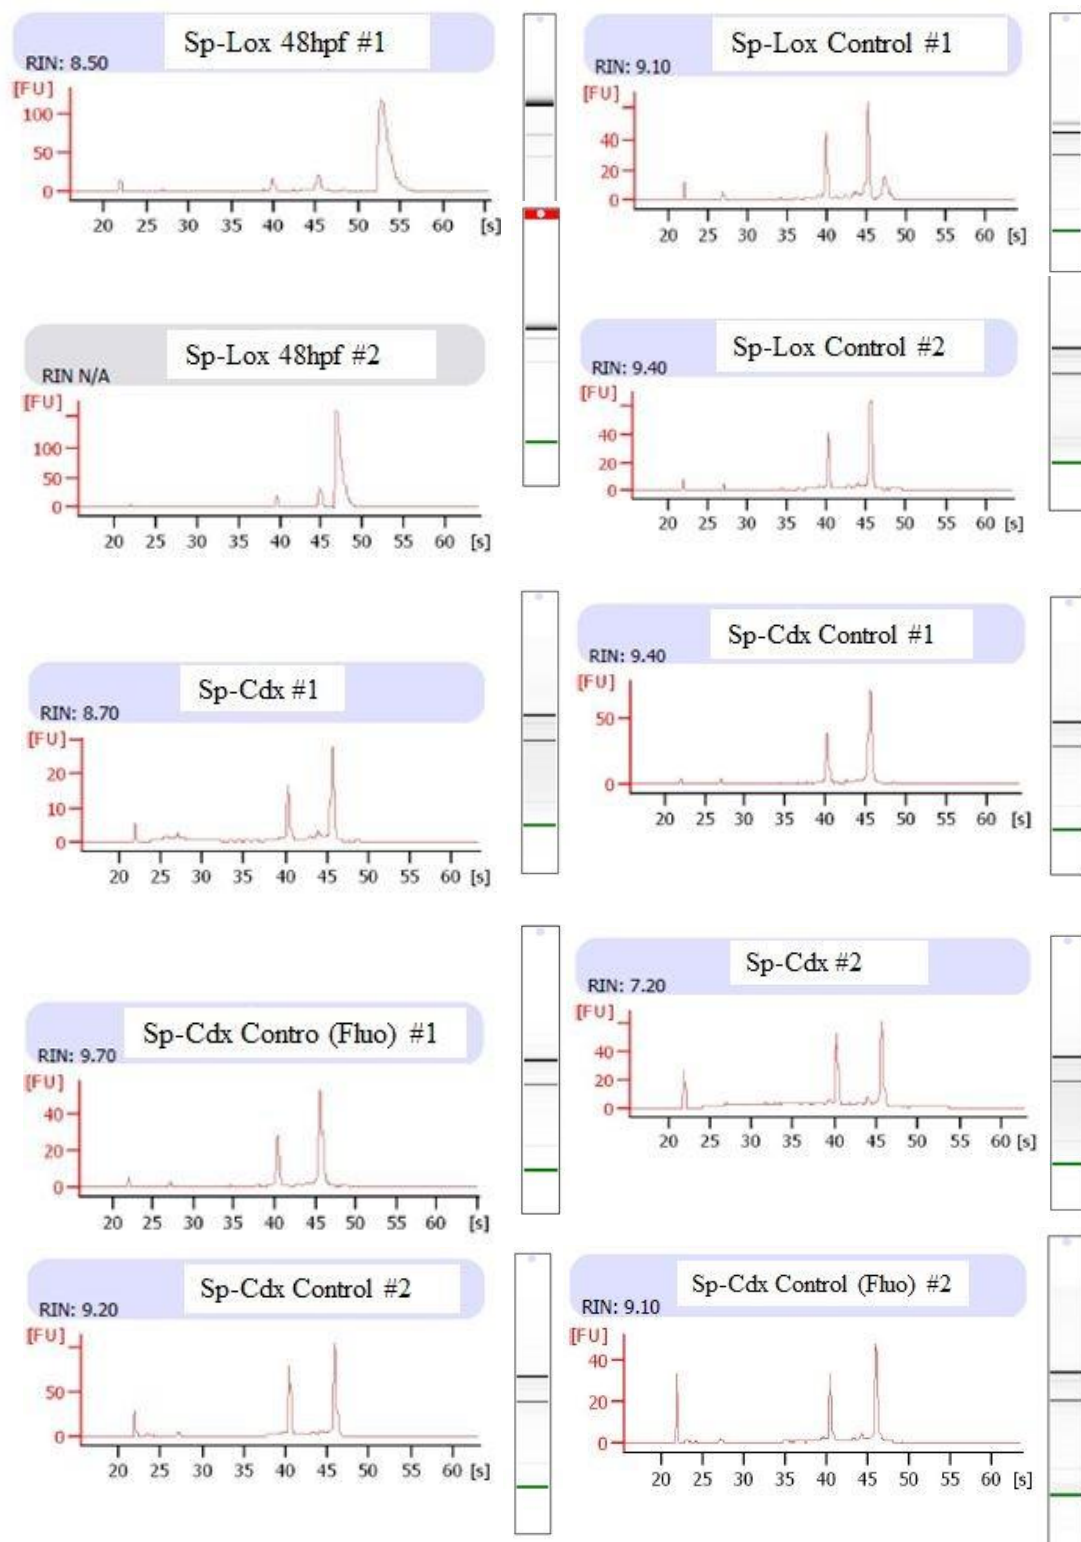 Sp-Lox 48hpf #1
RIN: 8.50
[FU]
100
50
0
20 25 30 35 40 45 50 55 60 [s]
Sp-Lox Control #1
RIN: 9.10
[FU]
40
20
0
20 25 30 35 40 45 50 55 60 [s]
Sp-Lox 48hpf #2
RIN N/A
[FU]
100
50
0
20 25 30 35 40 45 50 55 60 [s]
Sp-Lox Control #2
RIN: 9.40
[FU]
40
20
0
20 25 30 35 40 45 50 55 60 [s]
Sp-Cdx #1
RIN: 8.70
[FU]
20
10
0
20 25 30 35 40 45 50 55 60 [s]
Sp-Cdx Control #1
RIN: 9.40
[FU]
50
0
20 25 30 35 40 45 50 55 60 [s]
Sp-Cdx Contro (Fluo) #1
RIN: 9.70
[FU]
40
20
0
20 25 30 35 40 45 50 55 60 [s]
Sp-Cdx #2
RIN: 7.20
[FU]
40
20
0
20 25 30 35 40 45 50 55 60 [s]
Sp-Cdx Control #2
RIN: 9.20
[FU]
50
0
20 25 30 35 40 45 50 55 60 [s]
Sp-Cdx Control (Fluo) #2
RIN: 9.10
[FU]
40
20
0
20 25 30 35 40 45 50 55 60 [s]